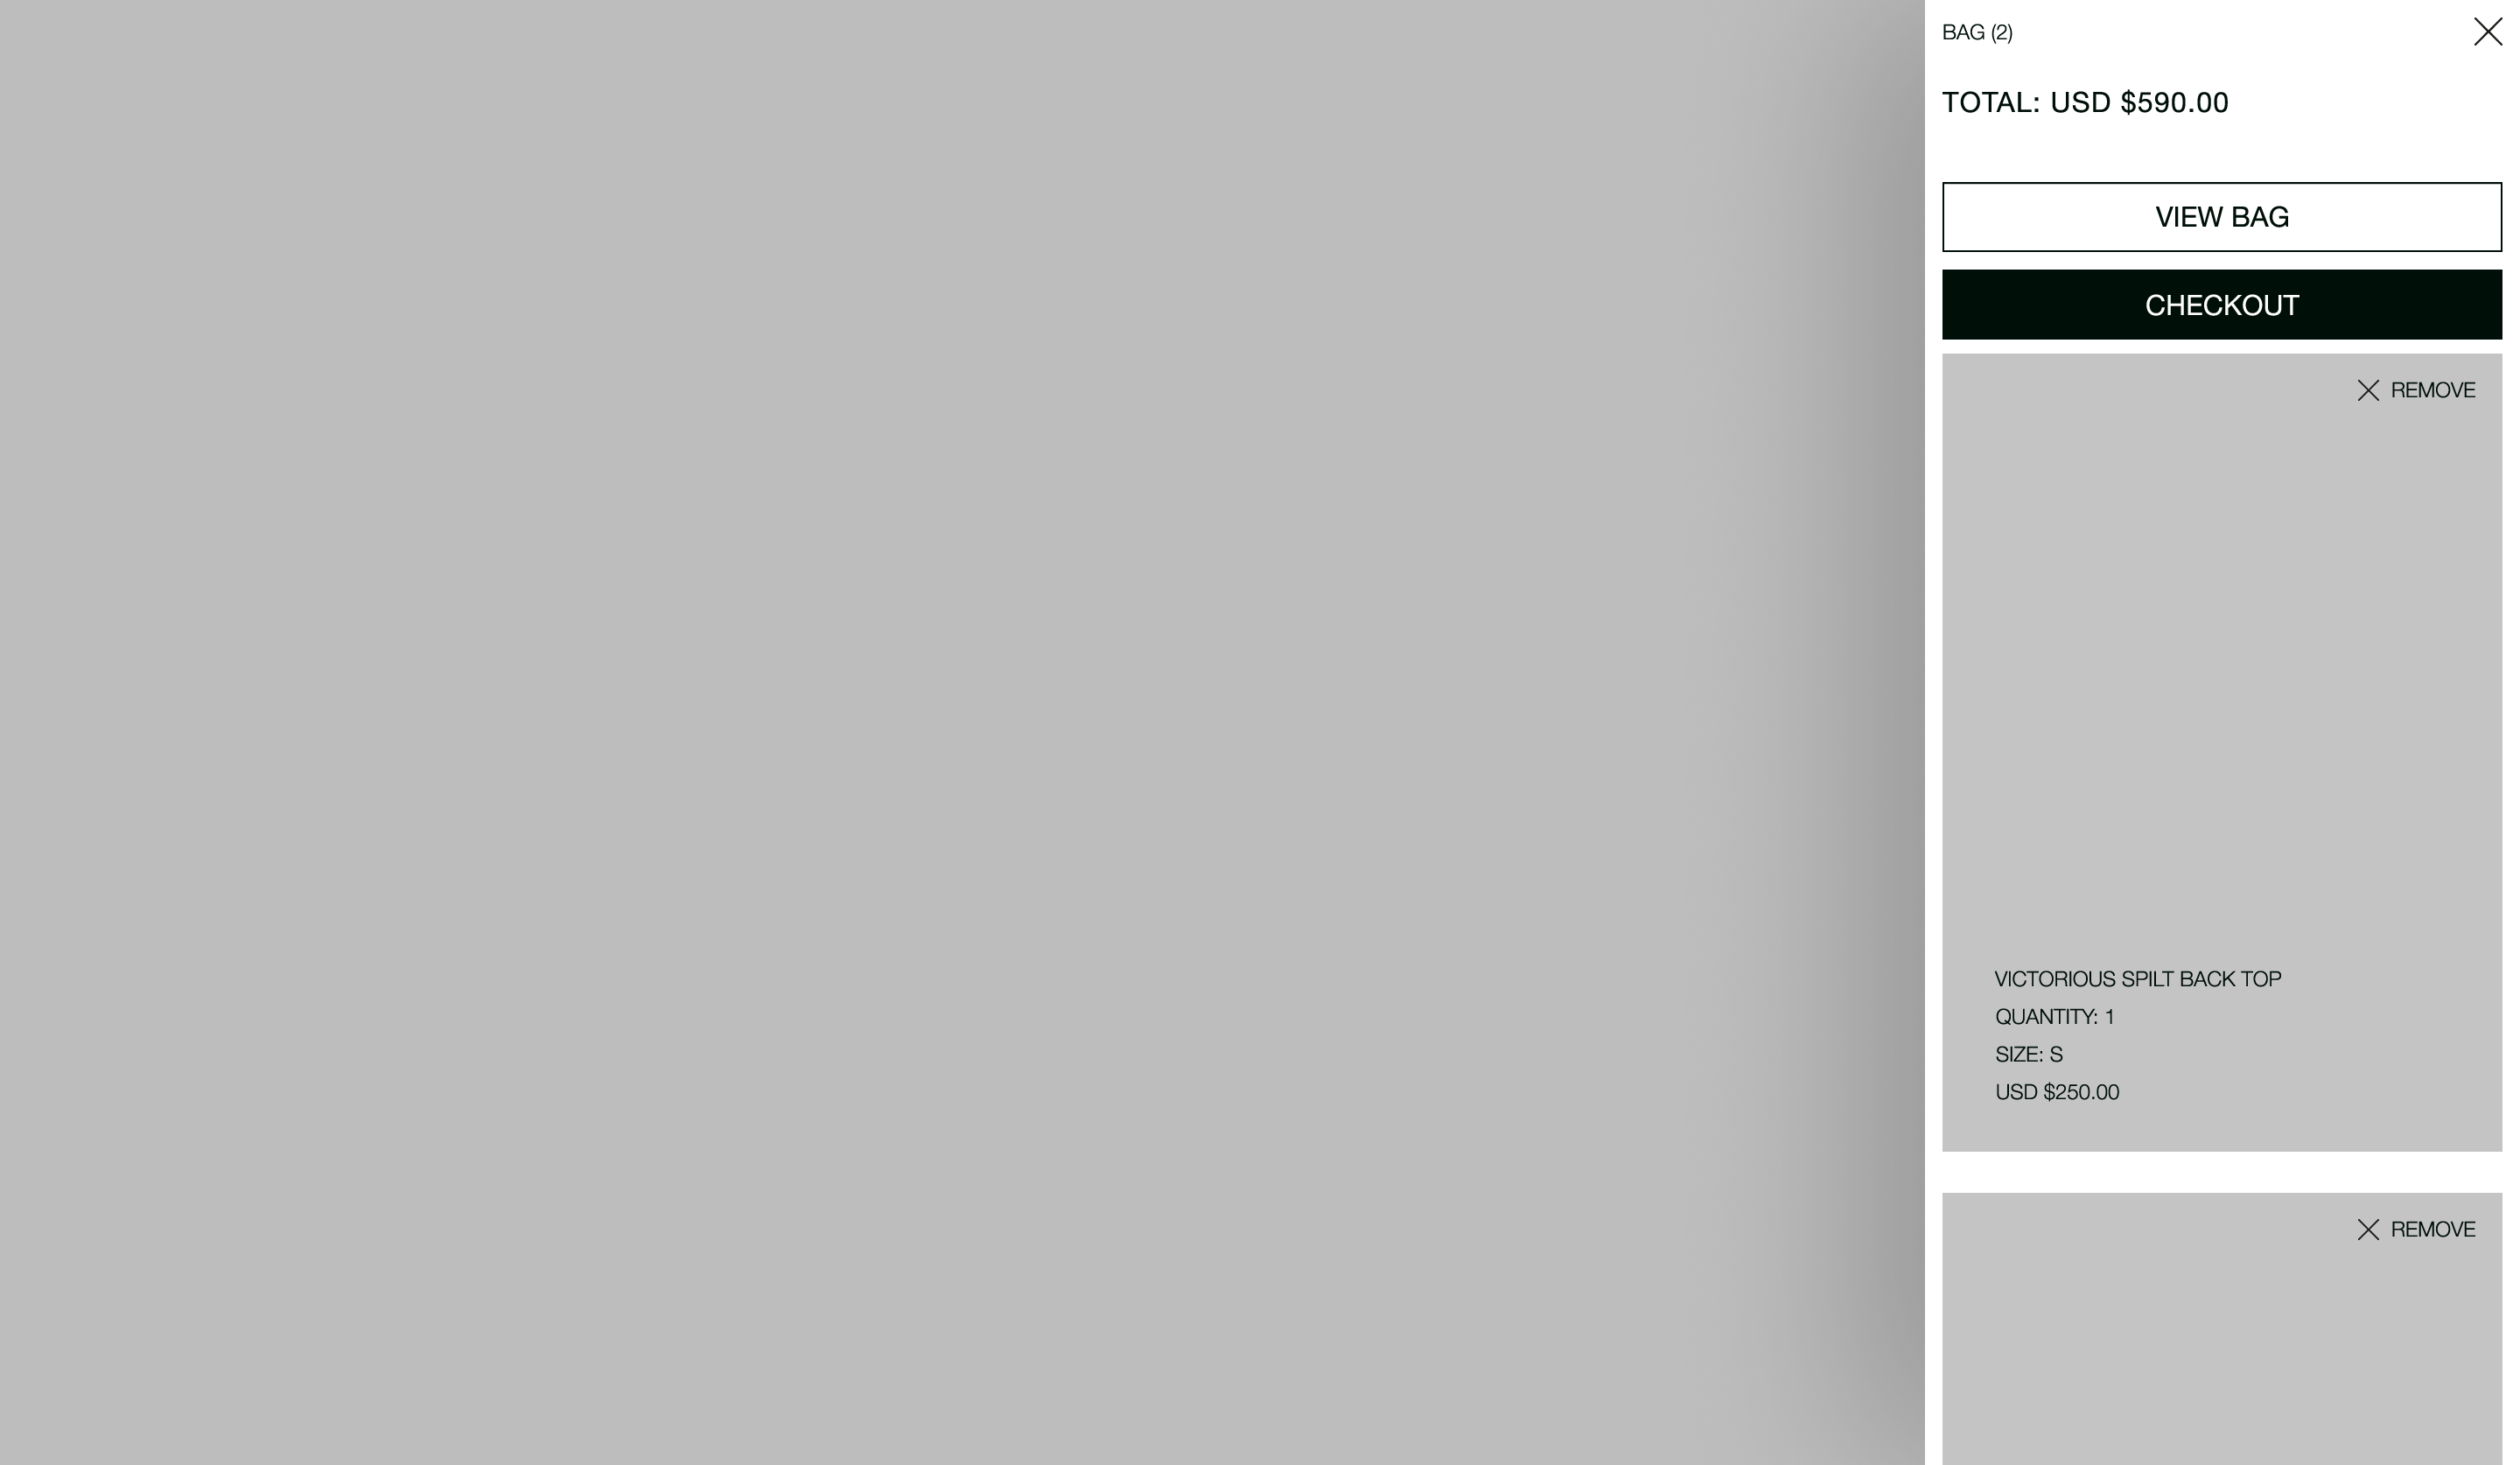 BAG (2)
TOTAL: USD $590.00
VIEW BAG
CHECKOUT
REMOVE
VICTORIOUS SPILT BACK TOP
QUANTITY: 1
SIZE: S
USD $250.00
REMOVE